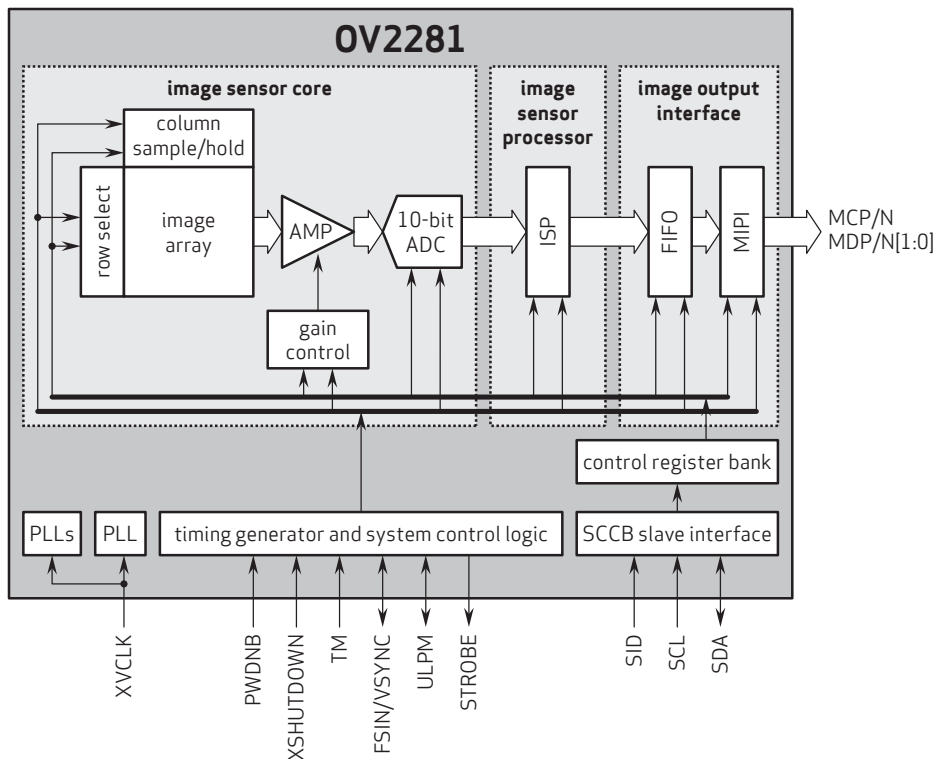 OV2281
image sensor core
image
sensor
processor
image output
interface
column
sample/hold
row select
image
array
AMP
10-bit
ADC
ISP
FIFO
MIPI
MCP/N
MDP/N[1:0]
gain
control
control register bank
PLLs
PLL
timing generator and system control logic
SCCB slave interface
XVCLK
PWDNB
XSHUTDOWN
TM
FSIN/VSYNC
ULPM
STROBE
SID
SCL
SDA